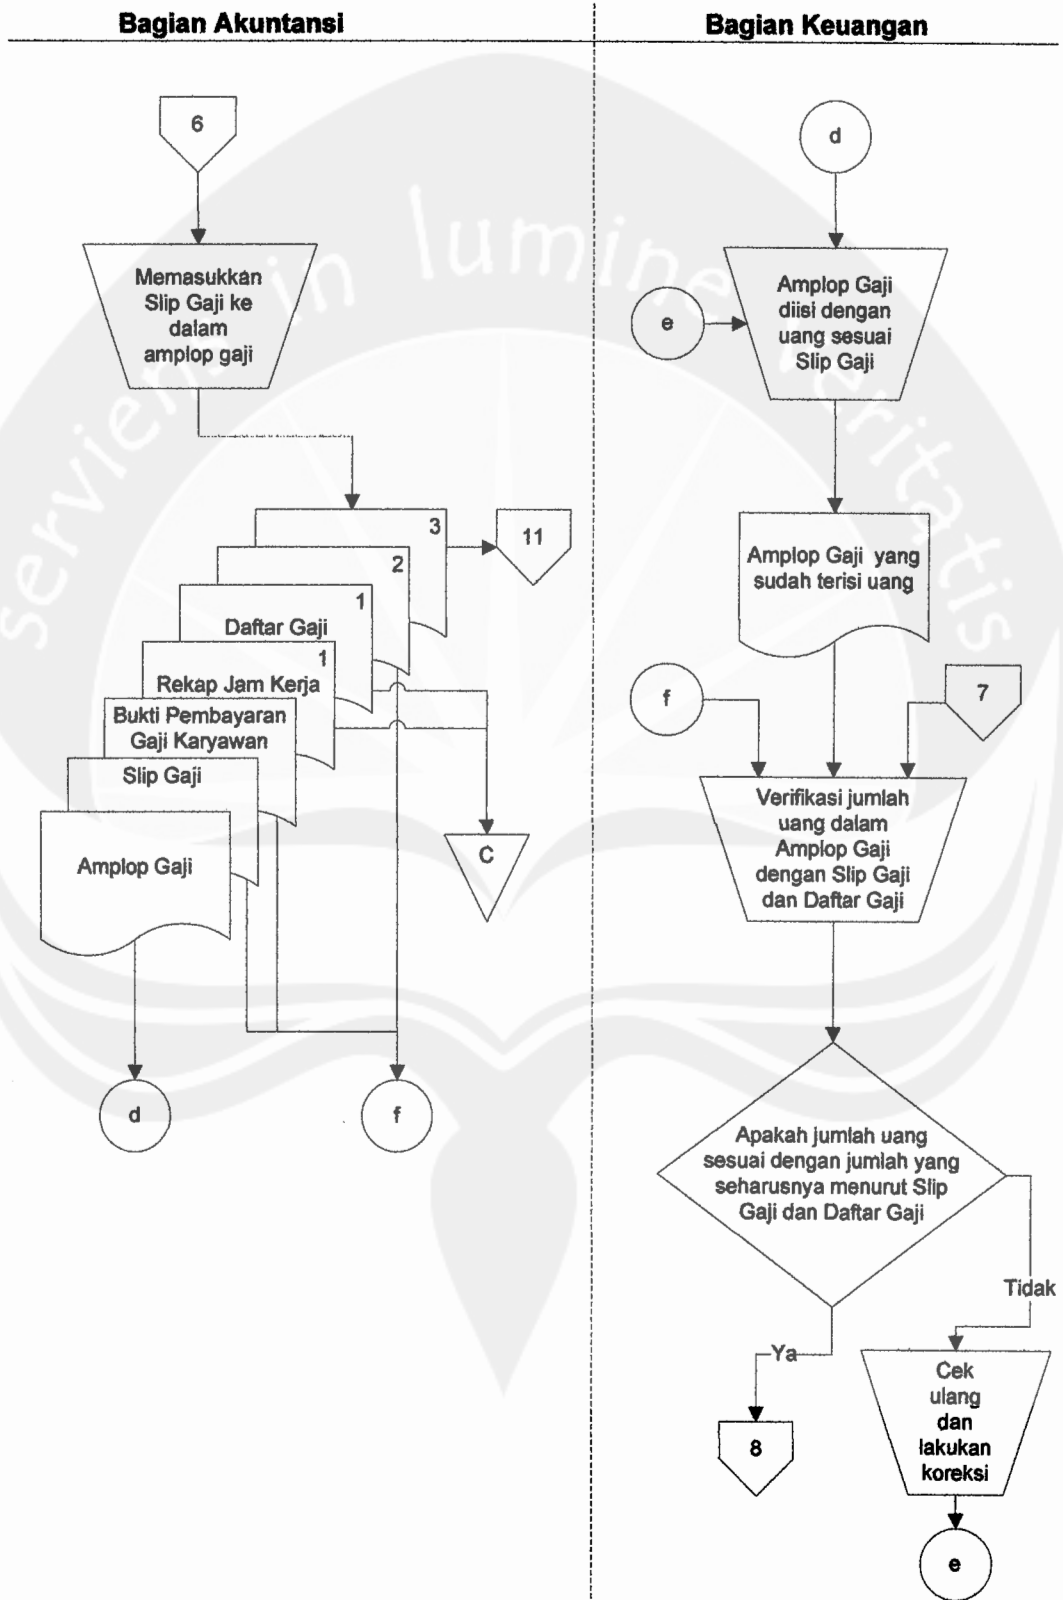 Bagian Akuntansi
6
Memasukkan
Slip Gaji ke
dalam
amplop gaji
3
11
2
1
Daftar Gaji
1
Rekap Jam Kerja
Bukti Pembayaran
Gaji Karyawan
Slip Gaji
Amplop Gaji
C
d
f
Bagian Keuangan
d
e
Amplop Gaji
diisi dengan
uang sesuai
Slip Gaji
Amplop Gaji yang
sudah terisi uang
f
7
Verifikasi jumlah
uang dalam
Amplop Gaji
dengan Slip Gaji
dan Daftar Gaji
Apakah jumlah uang
sesuai dengan jumlah yang
seharusnya menurut Slip
Gaji dan Daftar Gaji
Tidak
Ya
Cek
ulang
dan
lakukan
koreksi
8
e
serviens in lumine veritatis